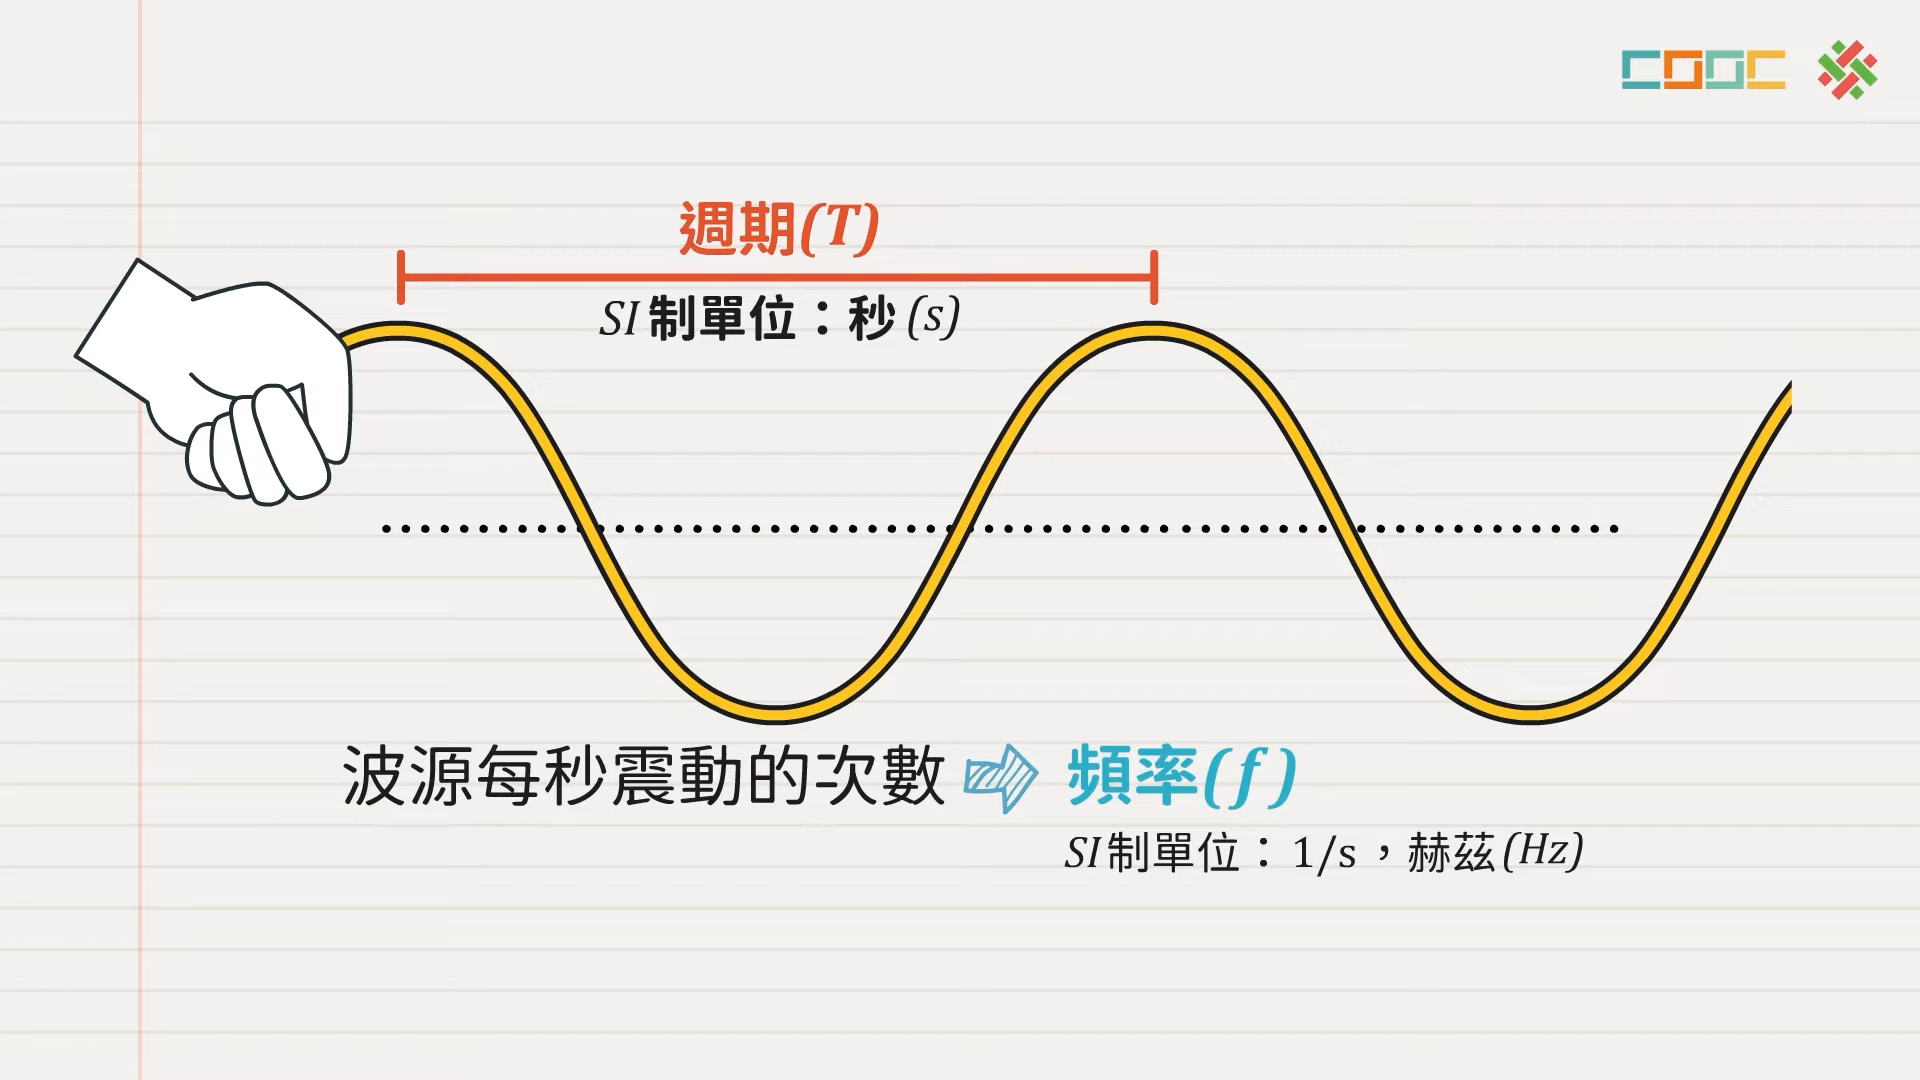 COOC
週期(T)
SI制單位：秒(s)
波源每秒震動的次數 頻率(f)
SI制單位：1/s，赫茲(Hz)